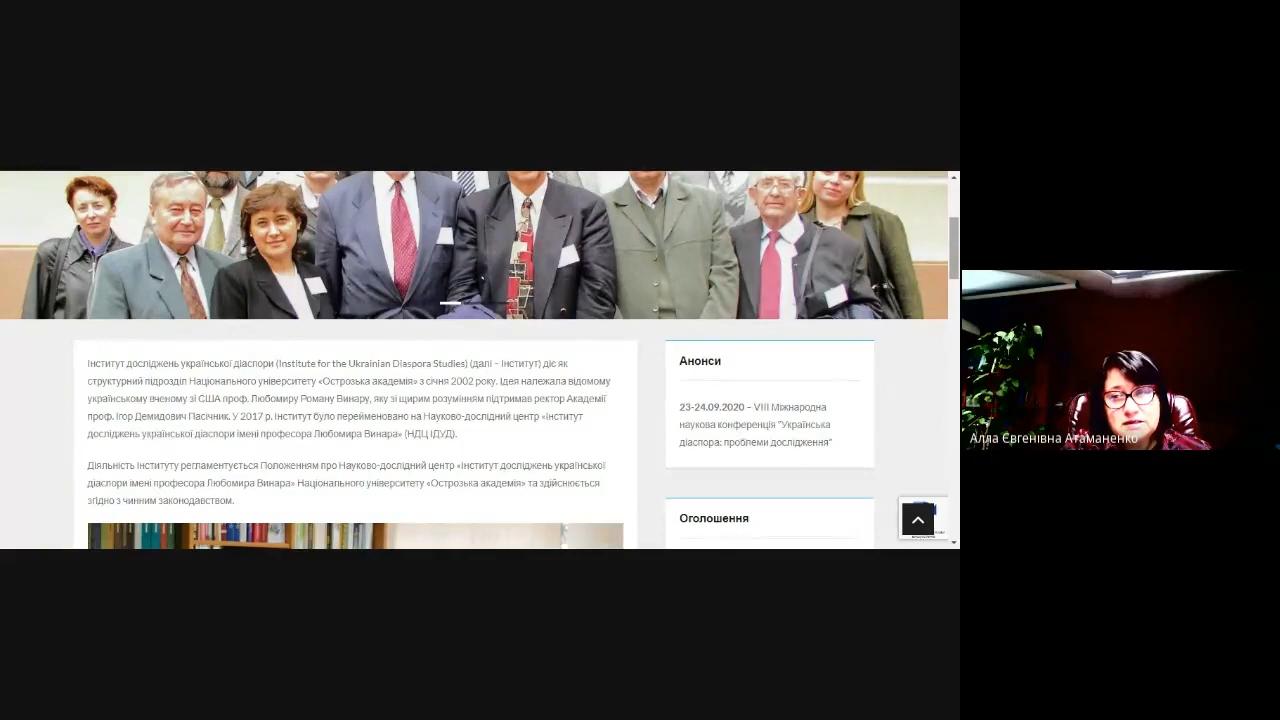 Інститут досліджень української діаспори (Institute for the Ukrainian Diaspora Studies) (далі – Інститут) діє як
структурний підрозділ Національного університету «Острозька академія» з січня 2002 року. Ідея належала відомому
українському вченому зі США проф. Любомиру Роману Винару, яку зі щирим розумінням підтримав ректор Академії
проф. Ігор Демидович Пасічник. У 2017 р. Інститут було перейменовано на Науково-дослідний центр «Інститут
досліджень української діаспори імені професора Любомира Винара» (НДЦ ІДУД).
Діяльність Інституту регламентується Положенням про Науково-дослідний центр «Інститут досліджень української
діаспори імені професора Любомира Винара» Національного університету «Острозька академія» та здійснюється
згідно з чинним законодавством.
Анонси
23-24.09.2020 – VIII Міжнародна
наукова конференція "Українська
діаспора: проблеми дослідження"
Оголошення
Алла Євгенівна Атаманенко